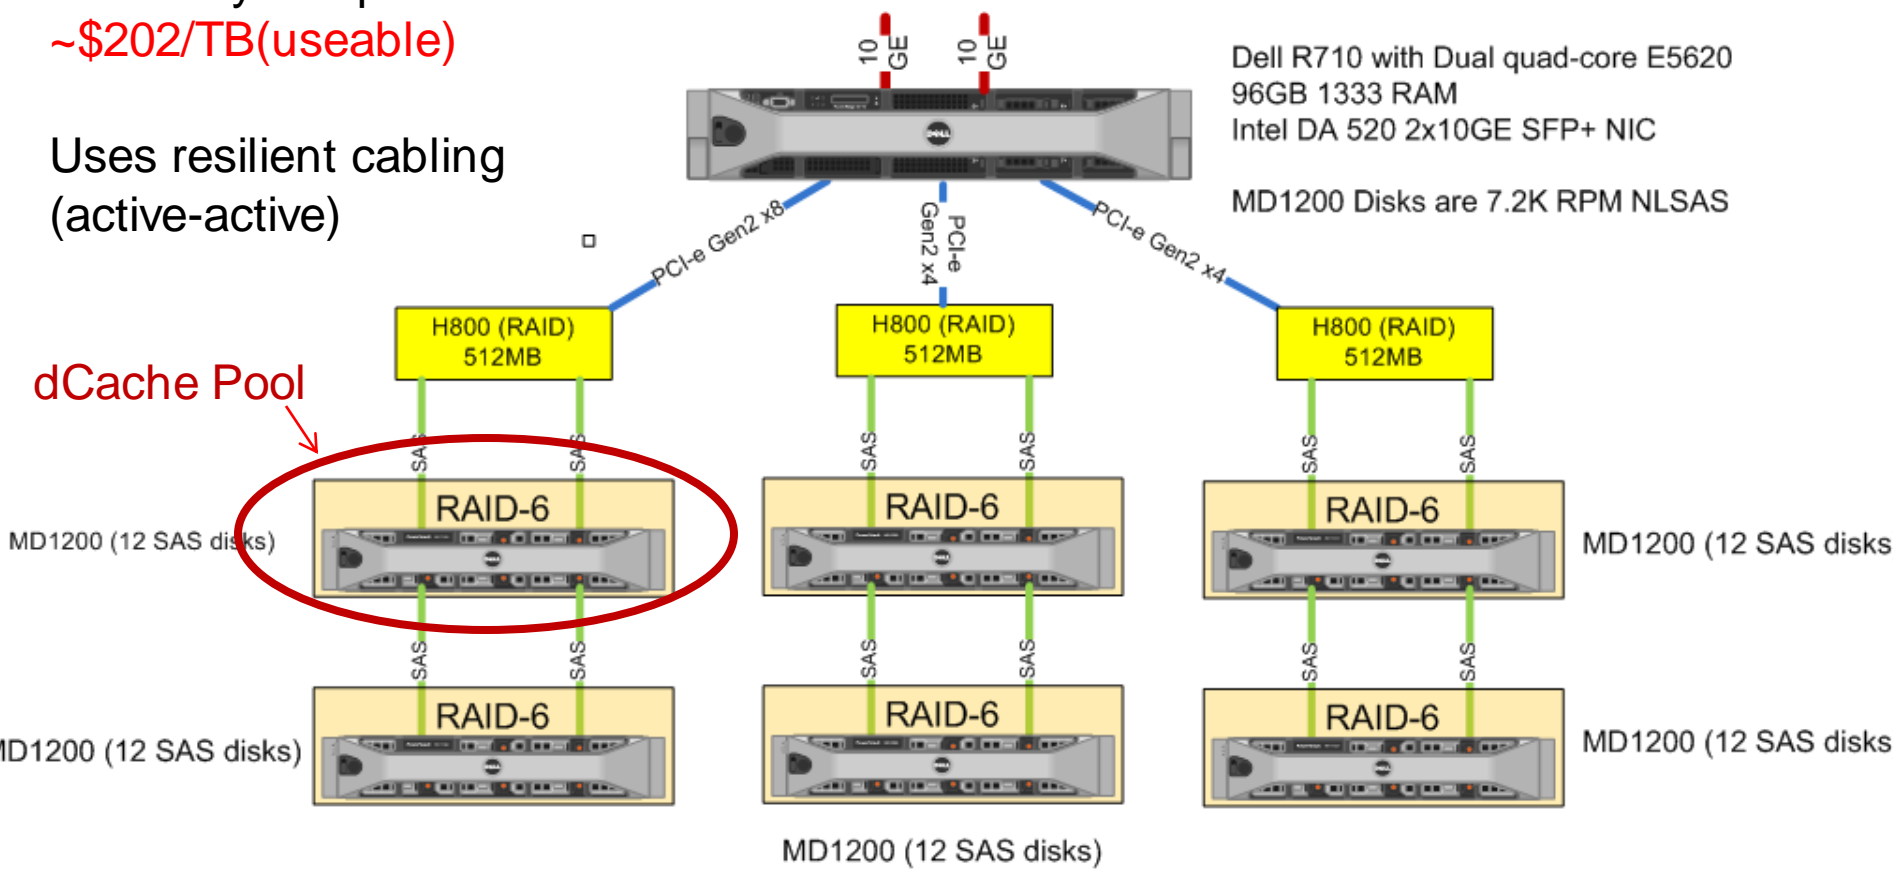 ~$202/TB(useable)
Uses resilient cabling
(active-active)
10
GE
10
GE
Dell R710 with Dual quad-core E5620
96GB 1333 RAM
Intel DA 520 2x10GE SFP+ NIC
MD1200 Disks are 7.2K RPM NLSAS
PCI-e Gen2 x8
PCI-e
Gen2 x4
PCI-e Gen2 x4
H800 (RAID)
512MB
H800 (RAID)
512MB
H800 (RAID)
512MB
dCache Pool
SAS
SAS
SAS
SAS
SAS
SAS
RAID-6
RAID-6
RAID-6
MD1200 (12 SAS disks)
MD1200 (12 SAS disks
SAS
SAS
SAS
SAS
SAS
SAS
RAID-6
RAID-6
RAID-6
MD1200 (12 SAS disks)
MD1200 (12 SAS disks
MD1200 (12 SAS disks)